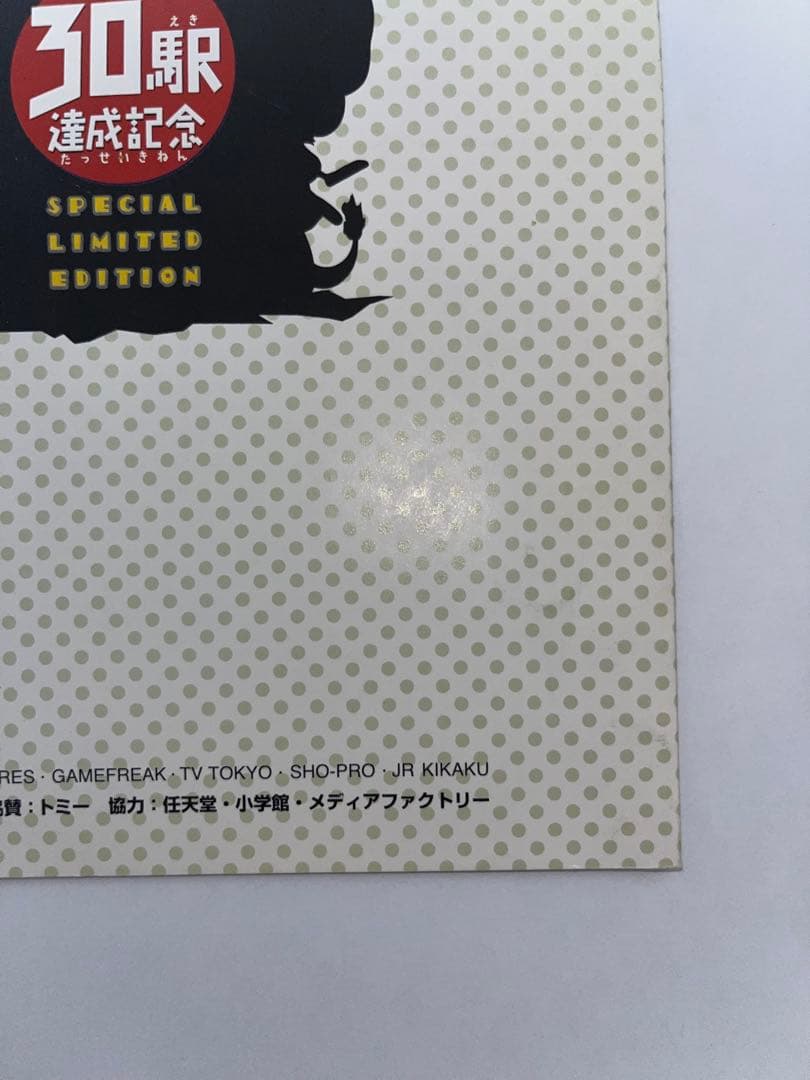 えき
30駅
達成記念
たっせいきねん
SPECIAL
LIMITED
EDITION
RES・GAMEFREAK・TV TOKYO・SHO-PRO・JR KIKAKU
賛：トミー　協力：任天堂・小学館・メディアファクトリー